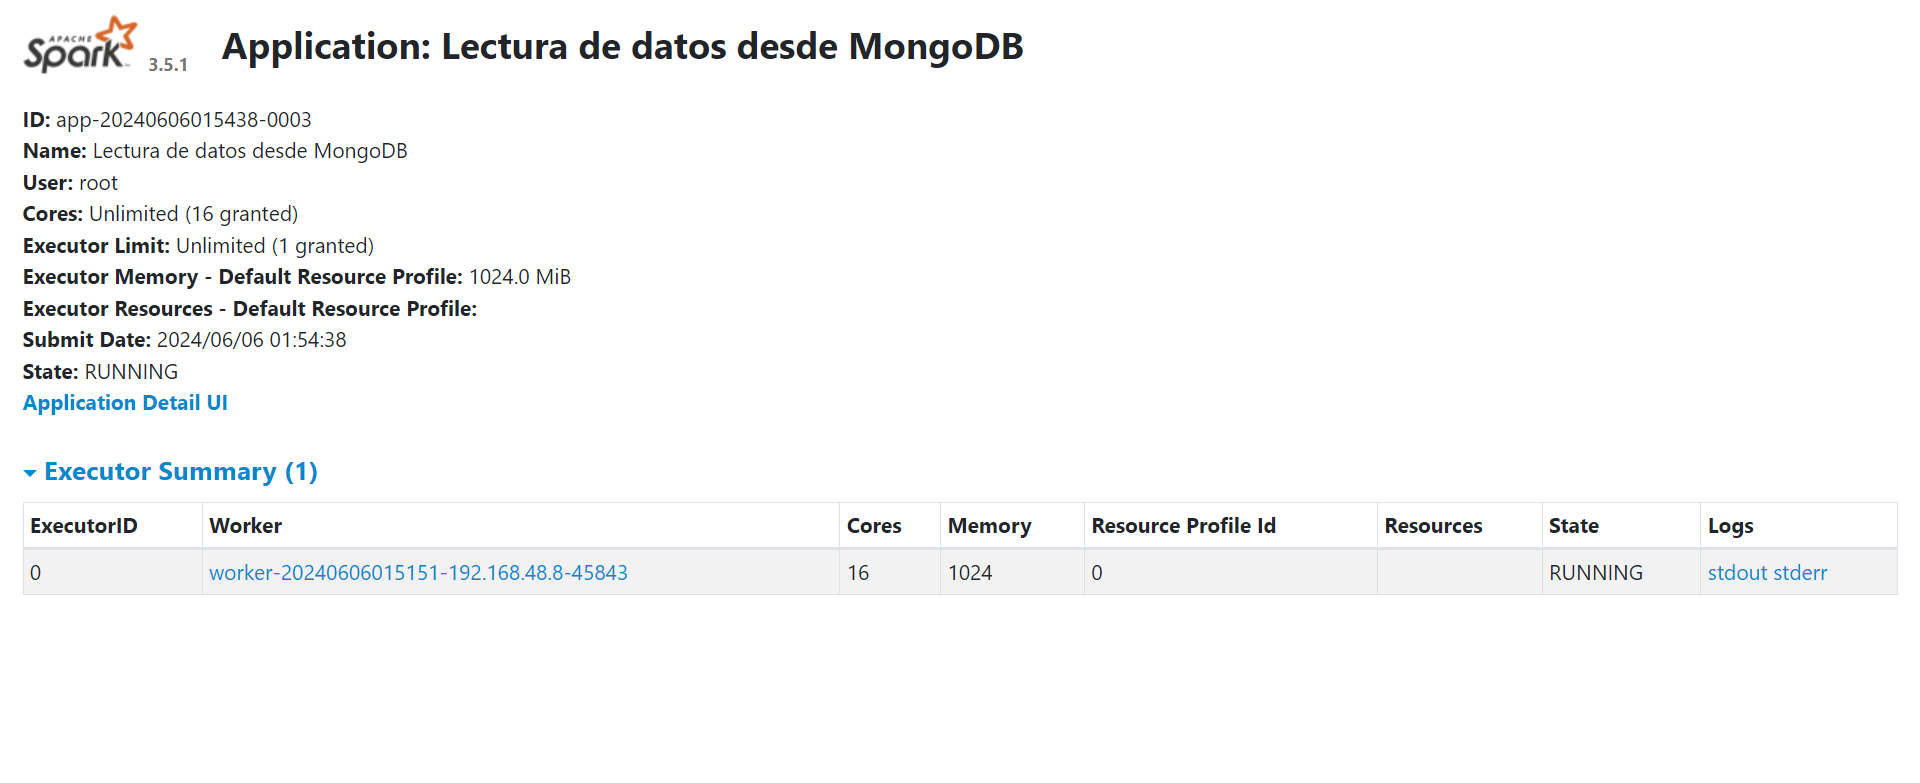 APACHE
Spark™ 3.5.1 Application: Lectura de datos desde MongoDB
ID: app-20240606015438-0003
Name: Lectura de datos desde MongoDB
User: root
Cores: Unlimited (16 granted)
Executor Limit: Unlimited (1 granted)
Executor Memory - Default Resource Profile: 1024.0 MiB
Executor Resources - Default Resource Profile:
Submit Date: 2024/06/06 01:54:38
State: RUNNING
Application Detail UI
Executor Summary (1)
ExecutorID Worker Cores Memory Resource Profile Id Resources State Logs
0 worker-20240606015151-192.168.48.8-45843 16 1024 0 RUNNING stdout stderr